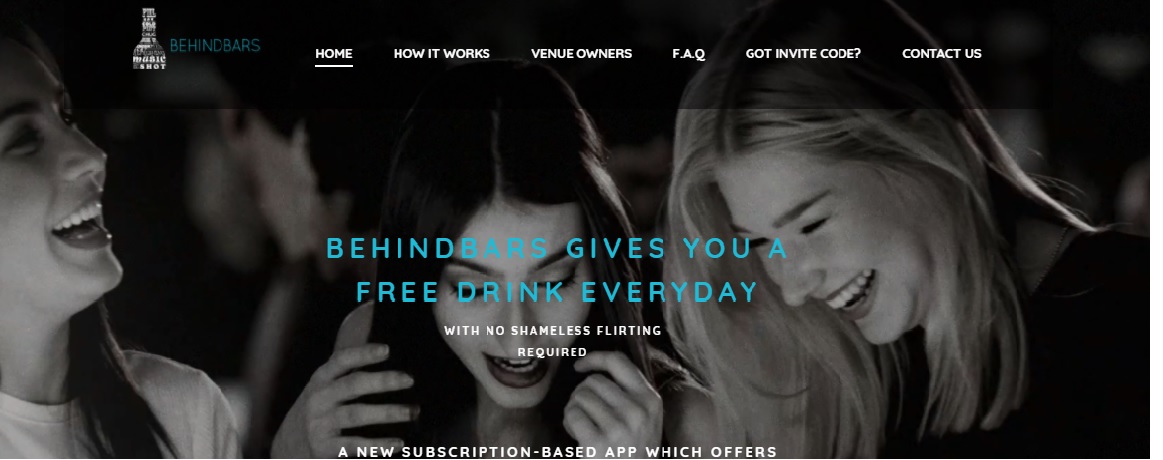 BEHINDBARS
music
SHOT
HOME HOW IT WORKS VENUE OWNERS F.A.Q GOT INVITE CODE? CONTACT US
BEHINDBARS GIVES YOU A
FREE DRINK EVERYDAY
WITH NO SHAMELESS FLIRTING
REQUIRED
A NEW SUBSCRIPTION-BASED APP WHICH OFFERS